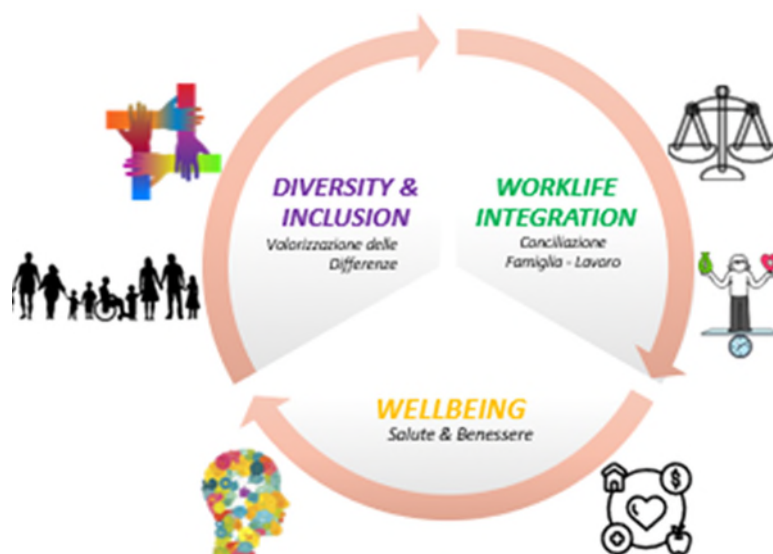 DIVERSITY &
INCLUSION
Valorizzazione delle
Differenze
WORKLIFE
INTEGRATION
Conciliazione
Famiglia - Lavoro
WELLBEING
Salute & Benessere
$